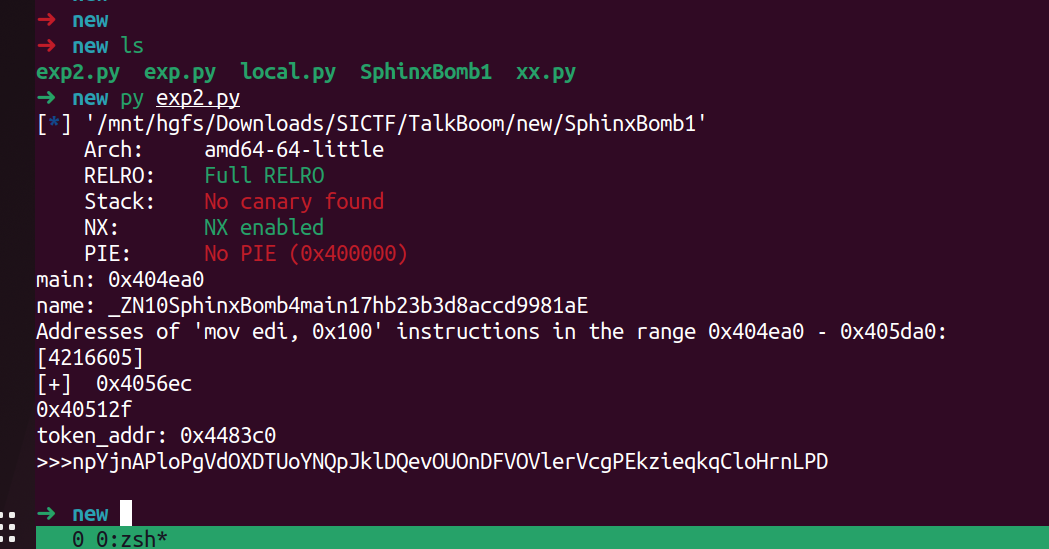 ➜ new
➜ new ls
exp2.py exp.py local.py SphinxBomb1 xx.py
➜ new py exp2.py
[*] '/mnt/hgfs/Downloads/SICTF/TalkBoom/new/SphinxBomb1'
Arch: amd64-64-little
RELRO: Full RELRO
Stack: No canary found
NX: NX enabled
PIE: No PIE (0x400000)
main: 0x404ea0
name: _ZN10SphinxBomb4main17hb23b3d8accd9981aE
Addresses of 'mov edi, 0x100' instructions in the range 0x404ea0 - 0x405da0:
[4216605]
[+] 0x4056ec
0x40512f
token_addr: 0x4483c0
>>>npYjnAPloPgVdOXDTUoYNQpJklDQevOUOnDFVOVlerVcgPEkzieqkqCloHrnLPD
➜ new
0 0:zsh*